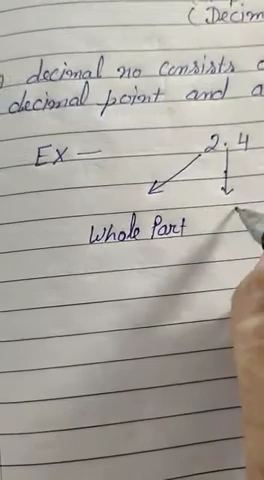 (Decim
decimal no consists
decimal point and a
Ex — 2.4
Whole Part